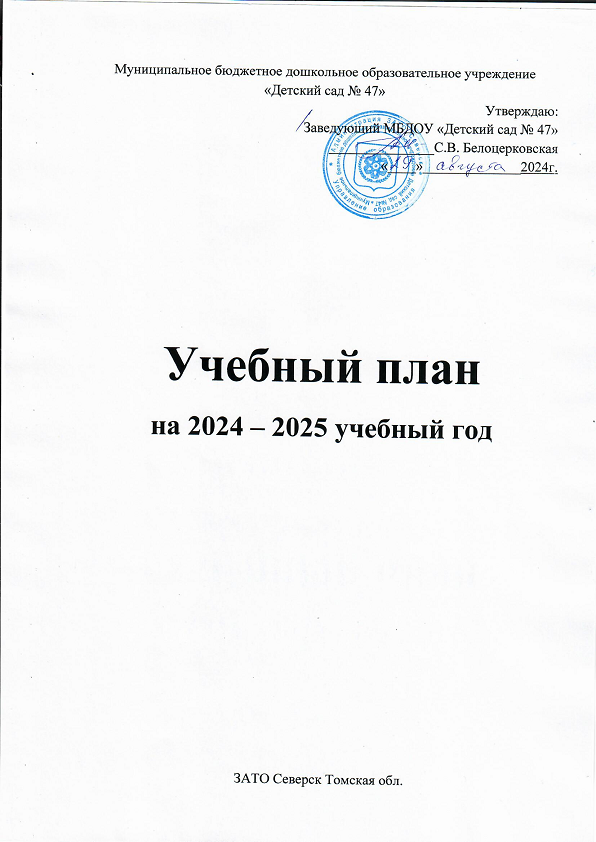 Муниципальное бюджетное дошкольное образовательное учреждение
«Детский сад № 47»
Утверждаю:
Заведующий МБДОУ «Детский сад № 47»
С.В. Белоцерковская
« » августа 2024г.
Учебный план
на 2024 – 2025 учебный год
ЗАТО Северск Томская обл.